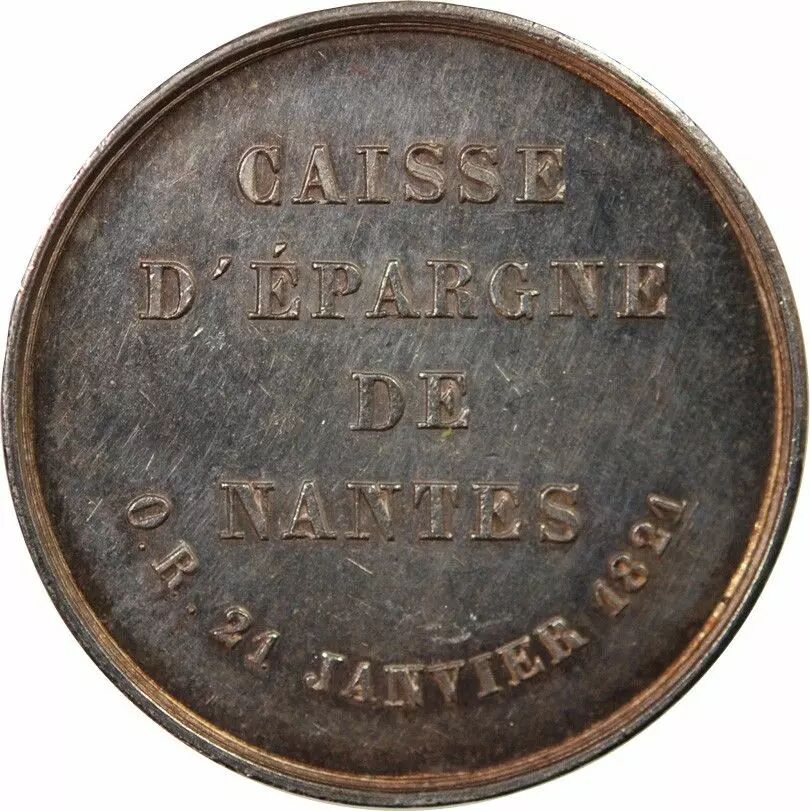 CAISSE
D'ÉPARGNE
DE
NANTES
O.R. 21 JANVIER 1821